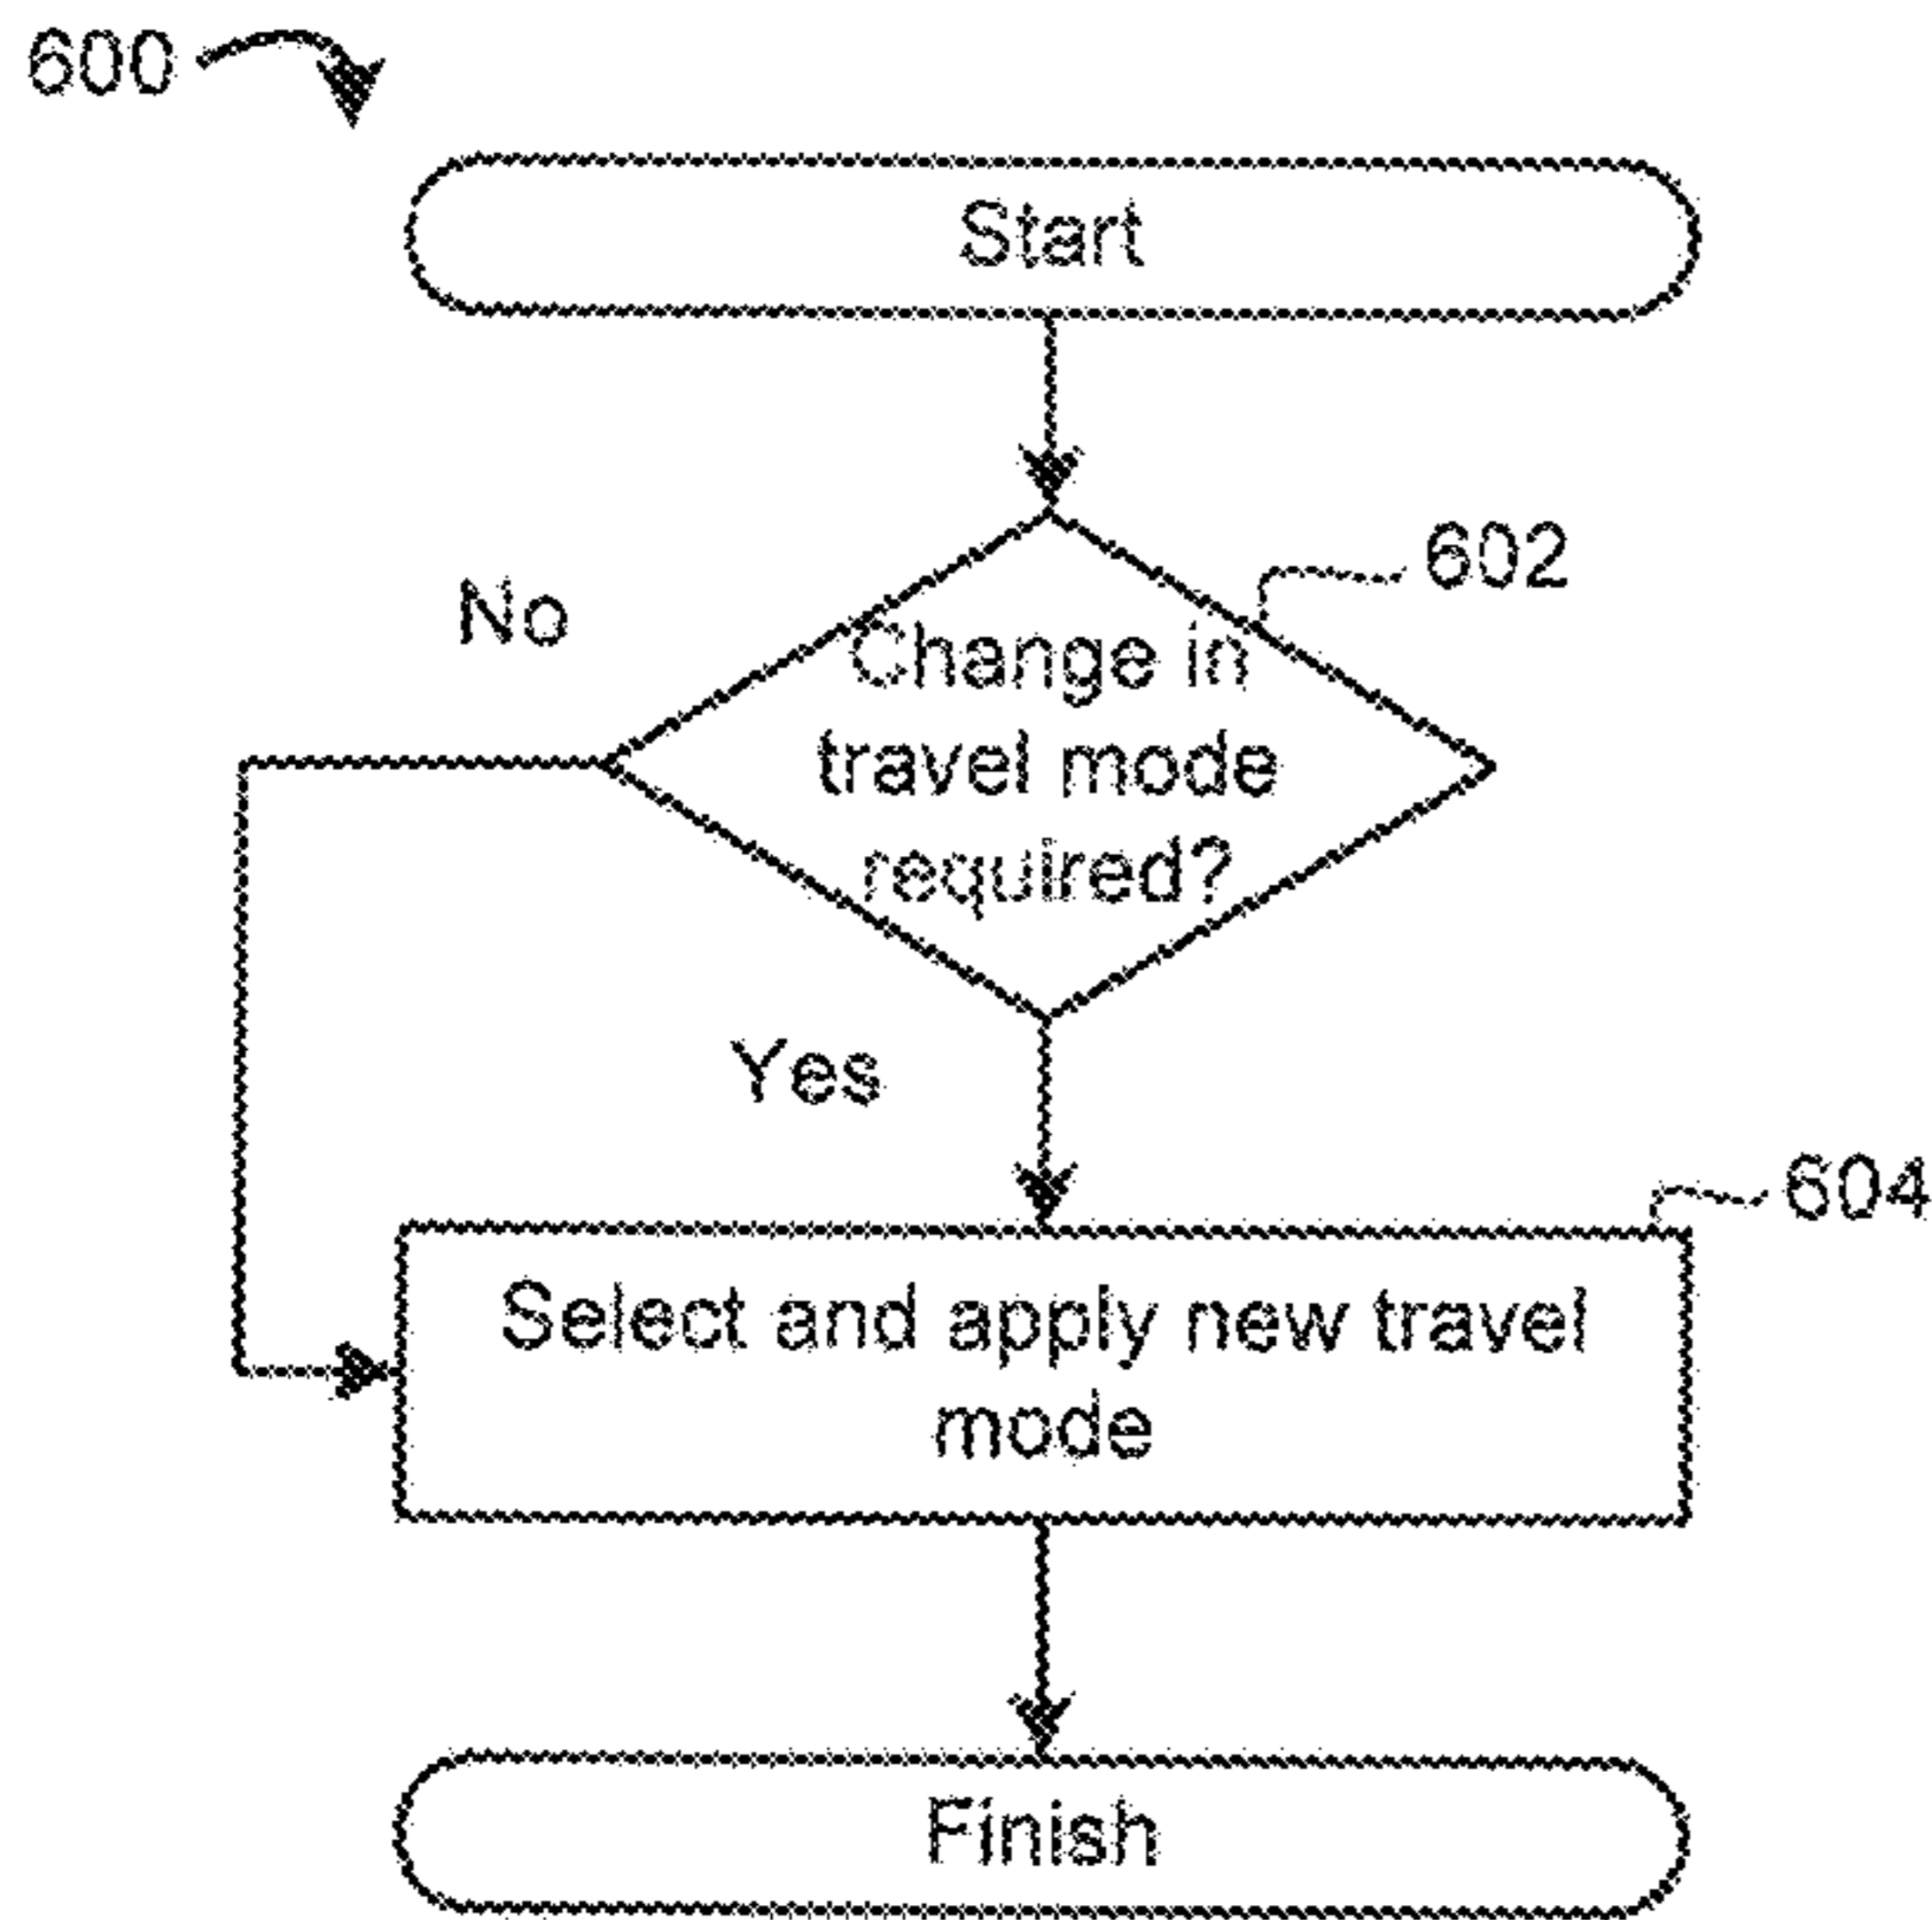 600
Start
602
No
Change in
travel mode
required?
Yes
604
Select and apply new travel
mode
Finish